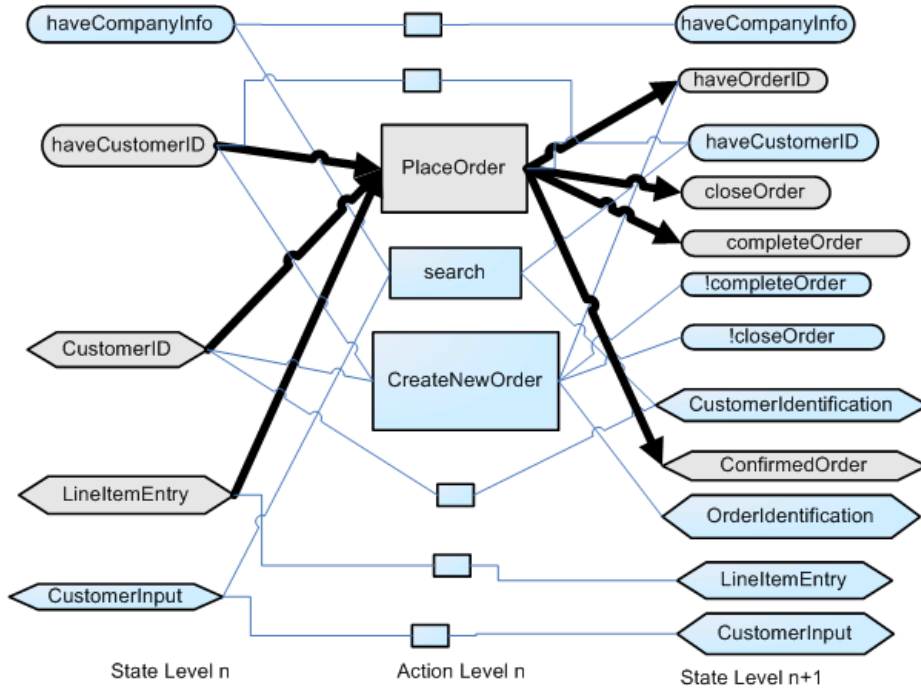 haveCompanyInfo
haveCompanyInfo
haveOrderID
haveCustomerID
haveCustomerID
PlaceOrder
closeOrder
completeOrder
search
!completeOrder
!closeOrder
CustomerID
CreateNewOrder
CustomerIdentification
ConfirmedOrder
LineItemEntry
OrderIdentification
LineItemEntry
CustomerInput
CustomerInput
State Level n
Action Level n
State Level n+1